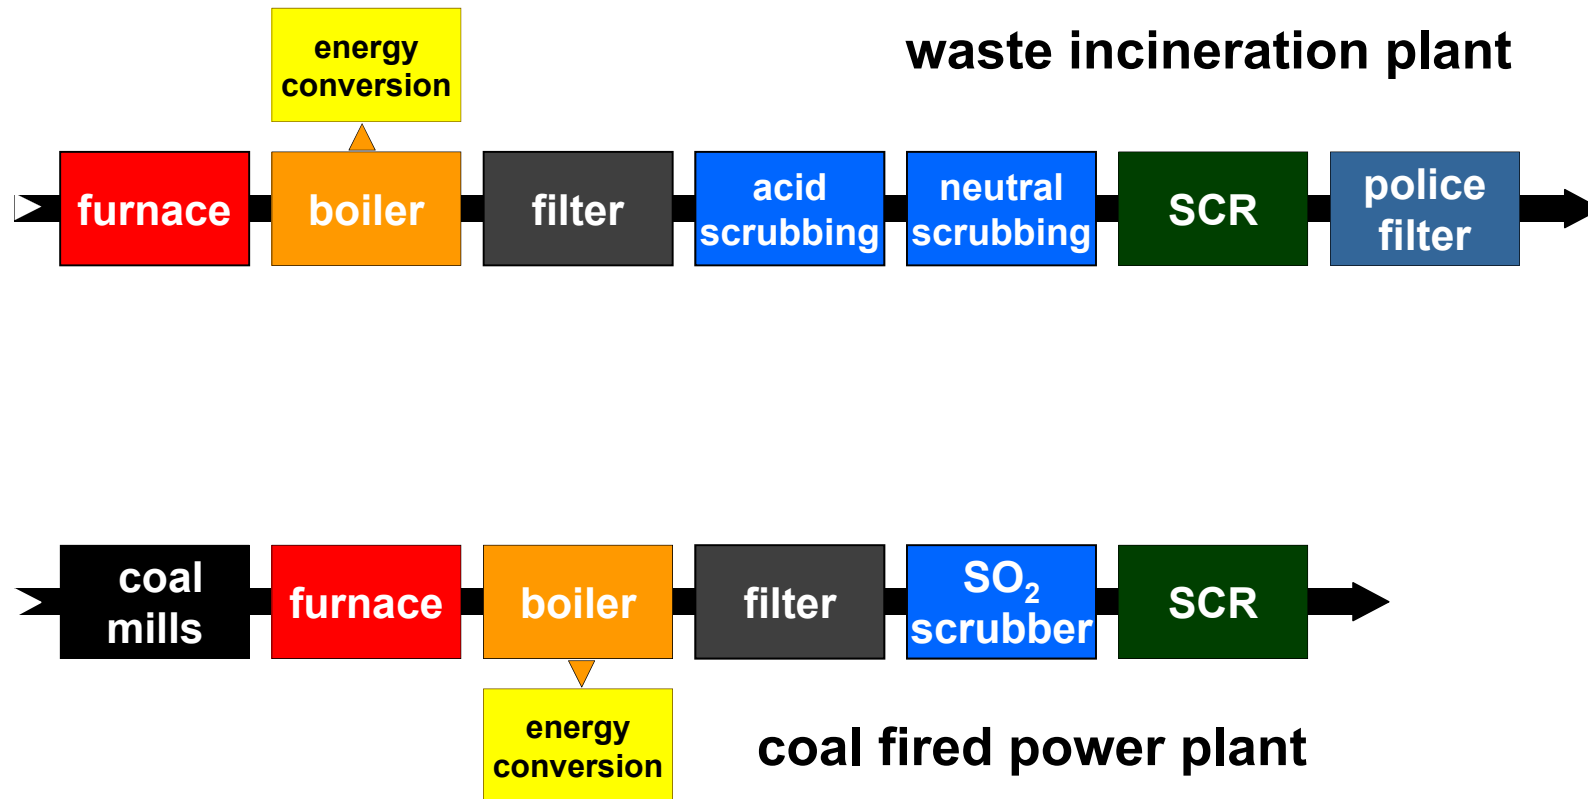 energy
conversion
waste incineration plant
furnace
boiler
filter
acid
scrubbing
neutral
scrubbing
SCR
police
filter
coal
mills
furnace
boiler
filter
SO₂
scrubber
SCR
energy
conversion
coal fired power plant